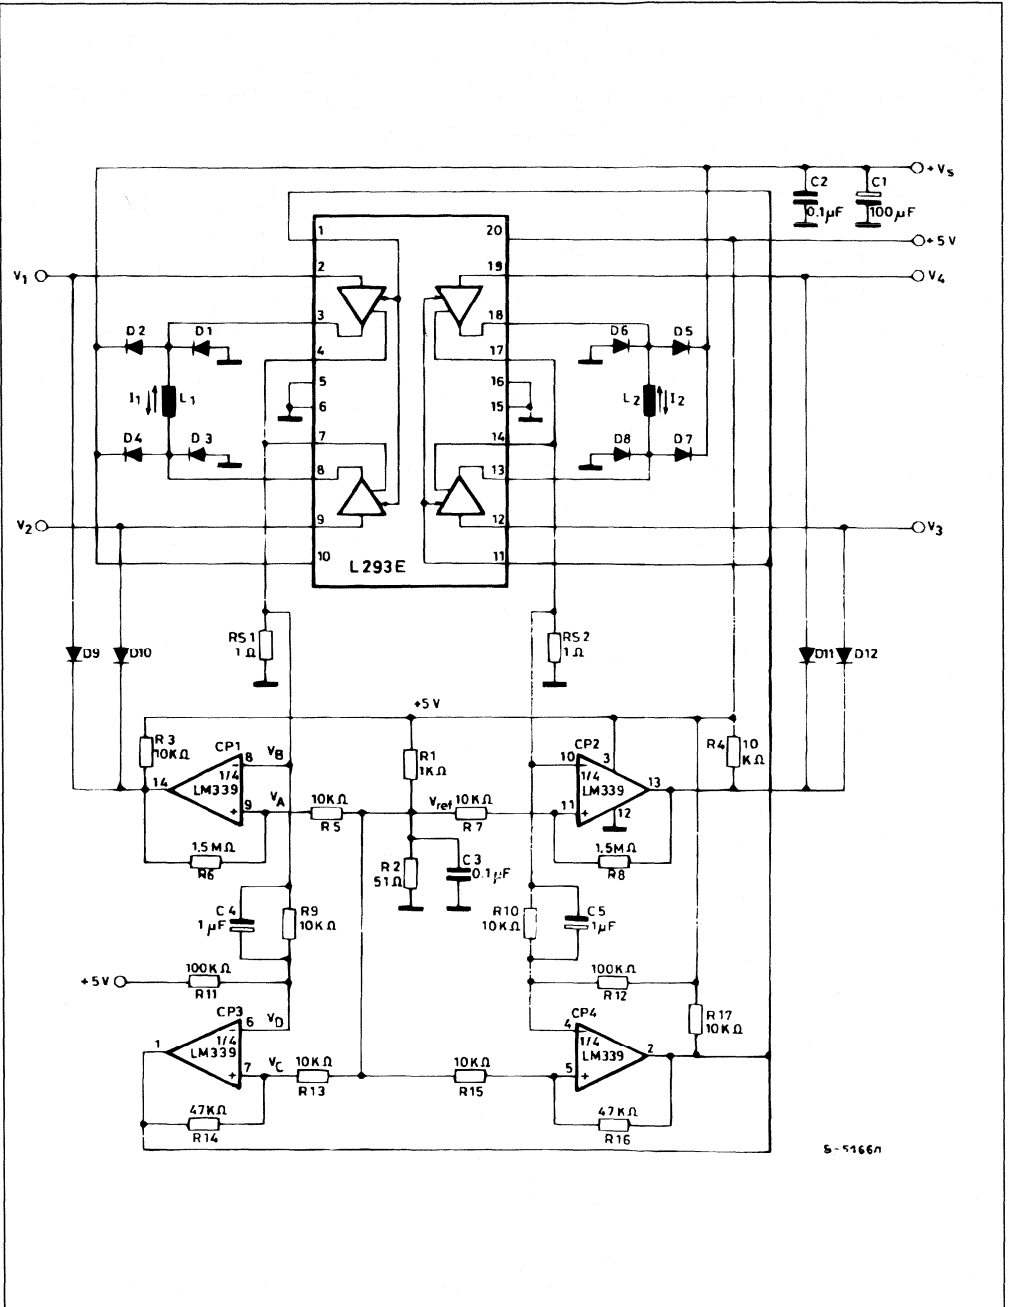 +Vs
C2 C1
0.1µF 100µF
1 20 +5V
V1 2 19 V4
3 18
D2 D1 D6 D5
4 17
5 16
I1 L1 L2 I2
6 15
D4 D3 7 14 D8 D7
8 13
V2 9 12 V3
10 11
L293E
RS1 RS2
1Ω 1Ω
D9 D10 D11 D12
+5V
R3 CP1 VB R1 CP2 R4 10
10KΩ 8 1KΩ 10 3 KΩ
14 1/4 1/4 13
LM339 VA 10KΩ Vref 10KΩ LM339
9 R5 R7 11 12
− + − +
1,5MΩ R2 C3 1,5MΩ
R6 51Ω 0.1µF R8
C4 R9 R10 C5
1µF 10KΩ 10KΩ 1µF
+5V 100KΩ 100KΩ
R11 R12
CP3 6 VD CP4 R17
1/4 4 1/4 10KΩ
1 LM339 VC 10KΩ 10KΩ LM339 2
7 R13 R15 5
− + − +
47KΩ 47KΩ
R14 R16